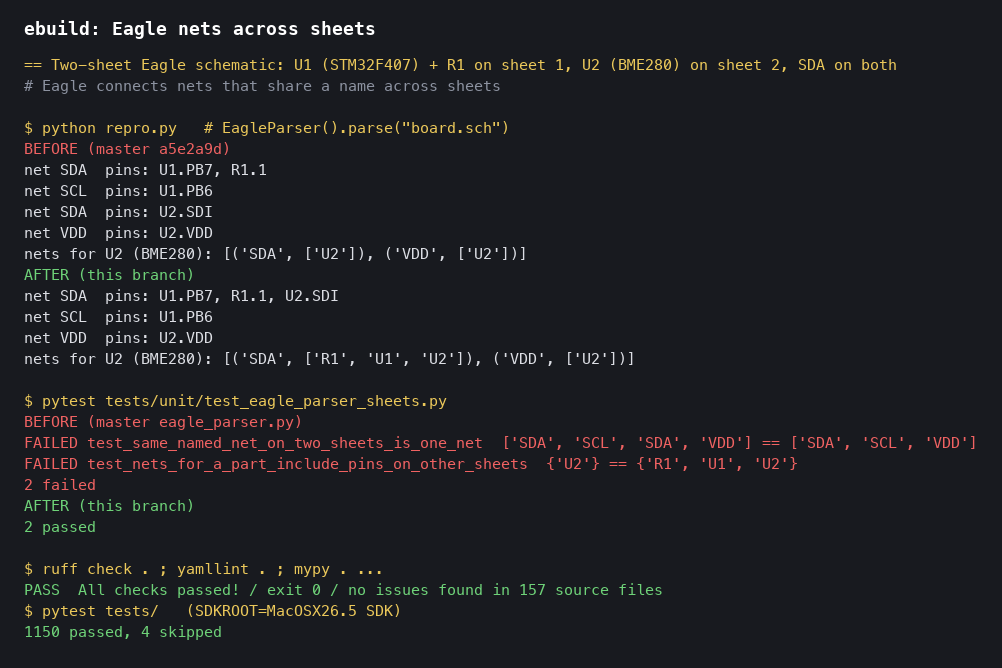 ebuild: Eagle nets across sheets
== Two-sheet Eagle schematic: U1 (STM32F407) + R1 on sheet 1, U2 (BME280) on sheet 2, SDA on both
# Eagle connects nets that share a name across sheets
$ python repro.py   # EagleParser().parse("board.sch")
BEFORE (master a5e2a9d)
net SDA  pins: U1.PB7, R1.1
net SCL  pins: U1.PB6
net SDA  pins: U2.SDI
net VDD  pins: U2.VDD
nets for U2 (BME280): [('SDA', ['U2']), ('VDD', ['U2'])]
AFTER (this branch)
net SDA  pins: U1.PB7, R1.1, U2.SDI
net SCL  pins: U1.PB6
net VDD  pins: U2.VDD
nets for U2 (BME280): [('SDA', ['R1', 'U1', 'U2']), ('VDD', ['U2'])]
$ pytest tests/unit/test_eagle_parser_sheets.py
BEFORE (master eagle_parser.py)
FAILED test_same_named_net_on_two_sheets_is_one_net  ['SDA', 'SCL', 'SDA', 'VDD'] == ['SDA', 'SCL', 'VDD']
FAILED test_nets_for_a_part_include_pins_on_other_sheets  {'U2'} == {'R1', 'U1', 'U2'}
2 failed
AFTER (this branch)
2 passed
$ ruff check . ; yamllint . ; mypy . ...
PASS  All checks passed! / exit 0 / no issues found in 157 source files
$ pytest tests/   (SDKROOT=MacOSX26.5 SDK)
1150 passed, 4 skipped